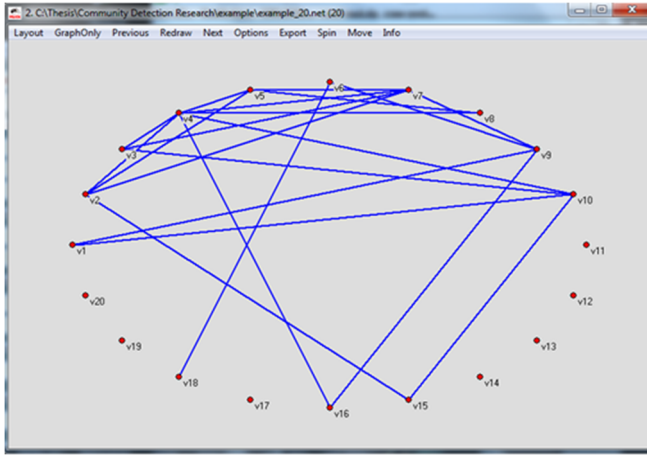 2. C:\Thesis\Community Detection Research\example\example_20.net (20)
Layout GraphOnly Previous Redraw Next Options Export Spin Move Info
v6
v5
v7
v4
v8
v3
v9
v2
v10
v1
v11
v20
v12
v19
v13
v18
v14
v17
v16
v15